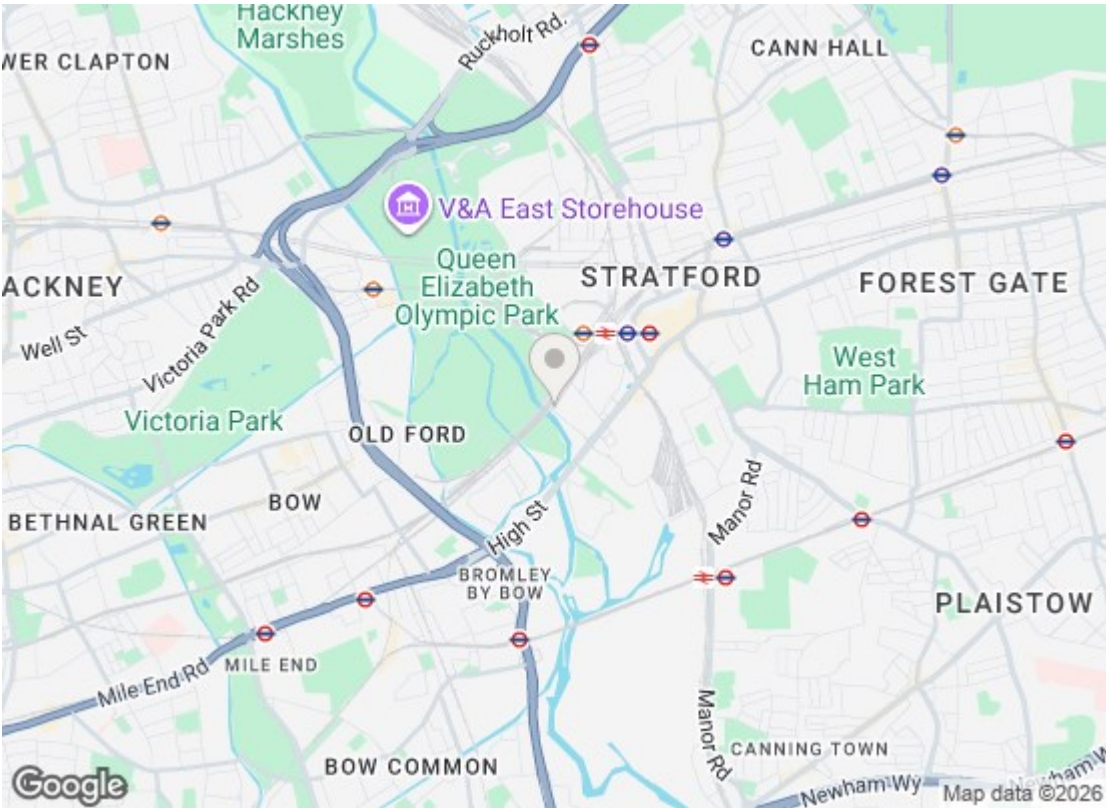 Hackney
Marshes
Ruckholt Rd.
WER CLAPTON
CANN HALL
V&A East Storehouse
Queen
Elizabeth
Olympic Park
STRATFORD
FOREST GATE
ACKNEY
Victoria Park Rd
Well St
West
Ham Park
Victoria Park
OLD FORD
BOW
BETHNAL GREEN
High St
Manor Rd
BROMLEY
BY BOW
PLAISTOW
MILE END
Mile End Rd
Manor Rd
CANNING TOWN
BOW COMMON
Newham Wy
Newham W
Google
Map data ©2026